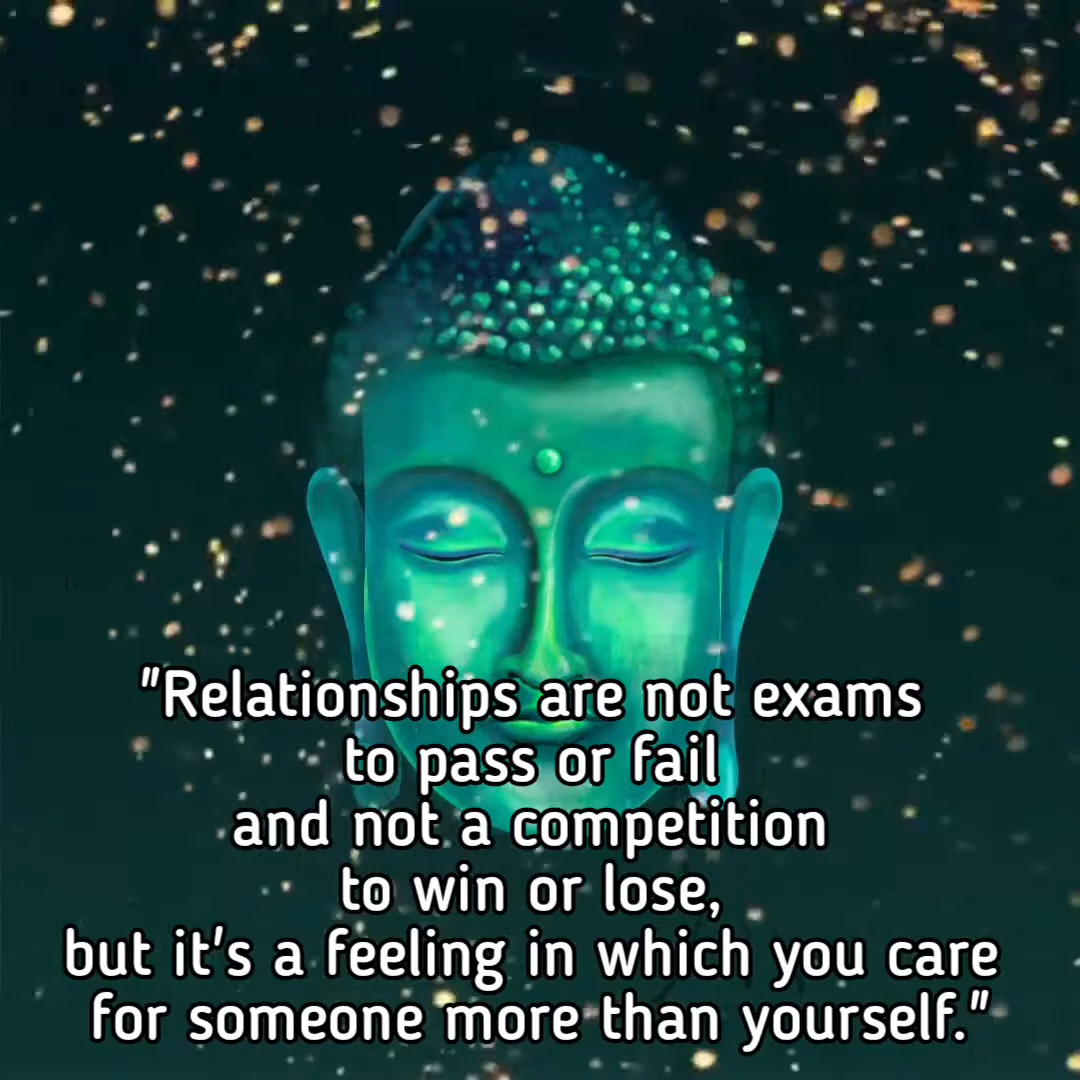 "Relationships are not exams
to pass or fail
and not a competition
to win or lose,
but it's a feeling in which you care
for someone more than yourself."